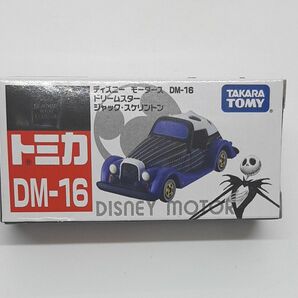 ディズニー モータース DM-16
ドリームスター
ジャック・スケリントン
TAKARA
TOMY
トミカ
DM-16
DISNEY MOTOR